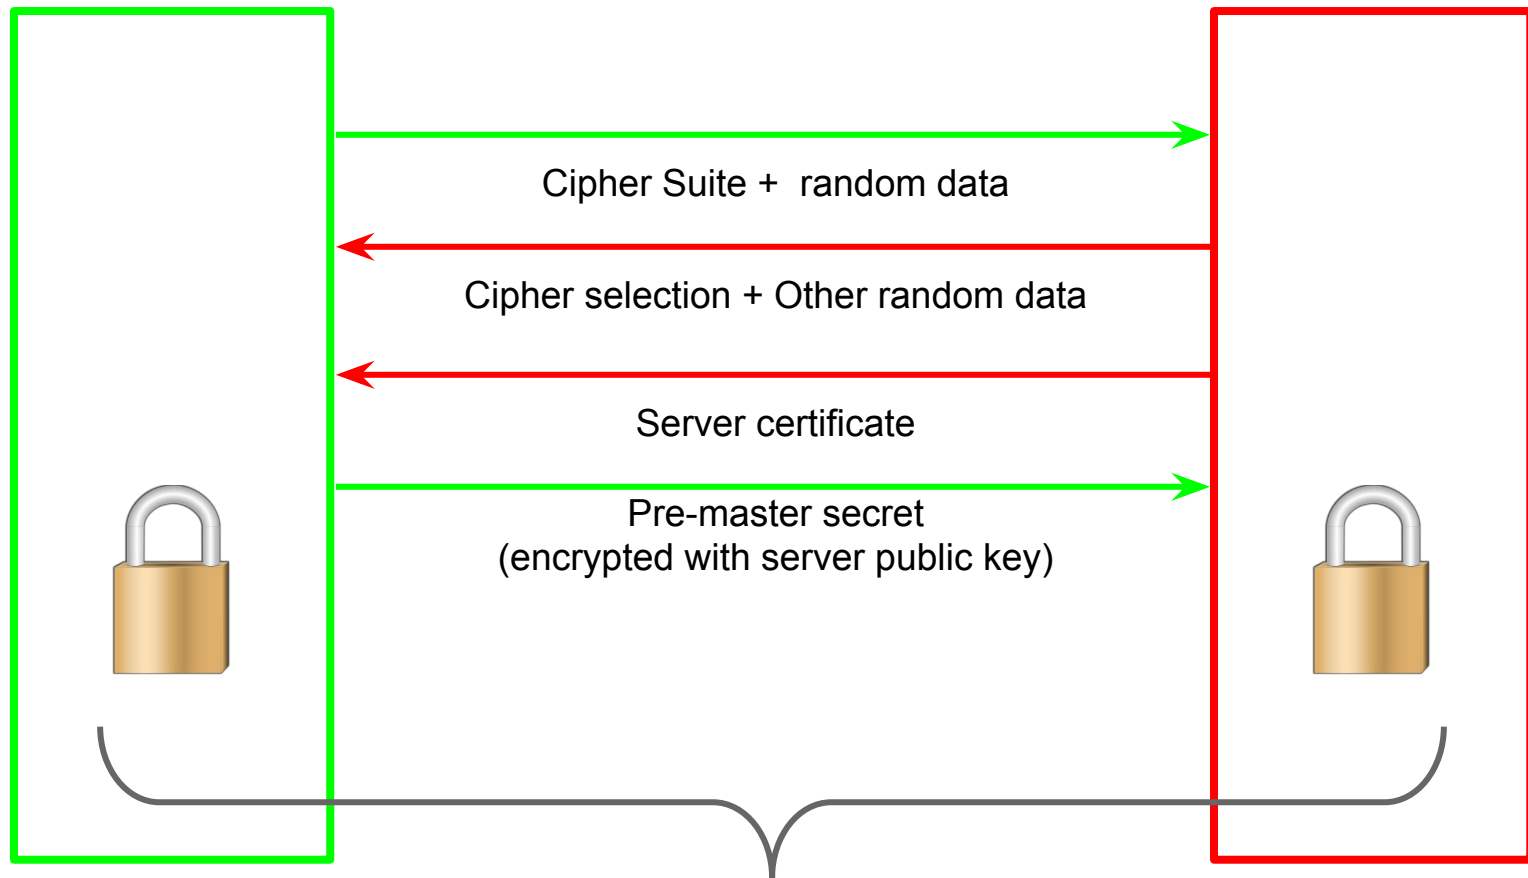 Cipher Suite +  random data
Cipher selection + Other random data
Server certificate
Pre-master secret
(encrypted with server public key)